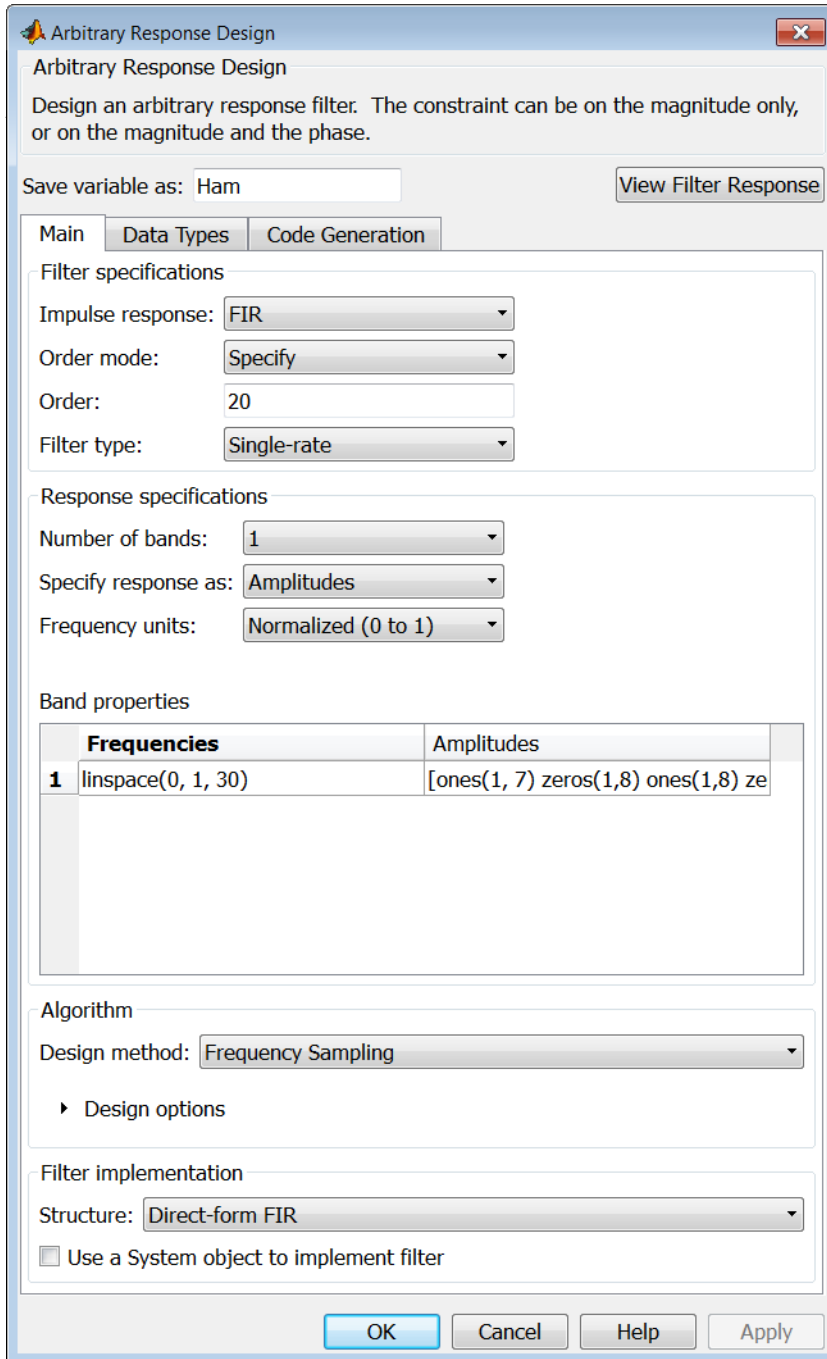 Arbitrary Response Design
Arbitrary Response Design
Design an arbitrary response filter. The constraint can be on the magnitude only,
or on the magnitude and the phase.
Save variable as: Ham View Filter Response
Main Data Types Code Generation
Filter specifications
Impulse response: FIR
Order mode: Specify
Order: 20
Filter type: Single-rate
Response specifications
Number of bands: 1
Specify response as: Amplitudes
Frequency units: Normalized (0 to 1)
Band properties
Frequencies Amplitudes
1 linspace(0, 1, 30) [ones(1, 7) zeros(1,8) ones(1,8) ze
Algorithm
Design method: Frequency Sampling
Design options
Filter implementation
Structure: Direct-form FIR
Use a System object to implement filter
OK Cancel Help Apply